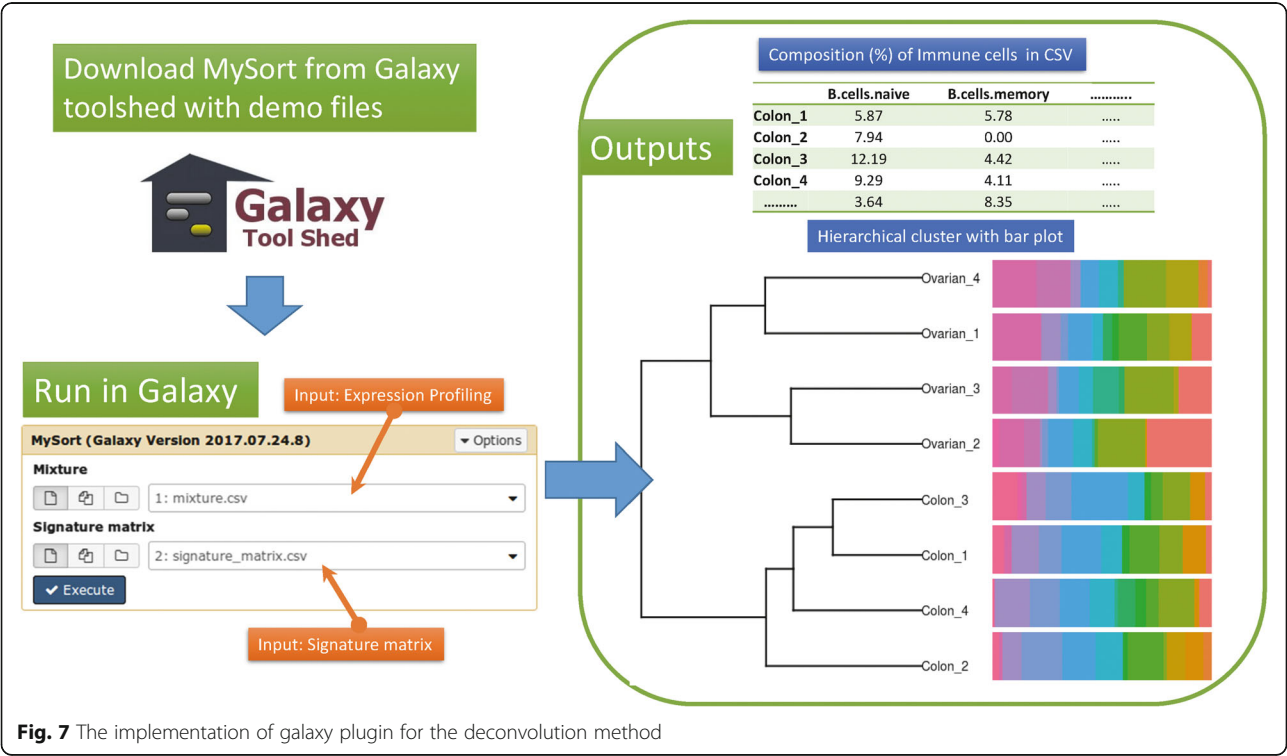 Download MySort from Galaxy
toolshed with demo files
Galaxy
Tool Shed
Run in Galaxy
Input: Expression Profiling
MySort (Galaxy Version 2017.07.24.8)
Options
Mixture
1: mixture.csv
Signature matrix
2: signature_matrix.csv
Execute
Input: Signature matrix
Outputs
Composition (%) of Immune cells in CSV
B.cells.naive B.cells.memory ...........
Colon_1 5.87 5.78 .....
Colon_2 7.94 0.00 .....
Colon_3 12.19 4.42 .....
Colon_4 9.29 4.11 .....
......... 3.64 8.35 .....
Hierarchical cluster with bar plot
Ovarian_4
Ovarian_1
Ovarian_3
Ovarian_2
Colon_3
Colon_1
Colon_4
Colon_2
Fig. 7 The implementation of galaxy plugin for the deconvolution method